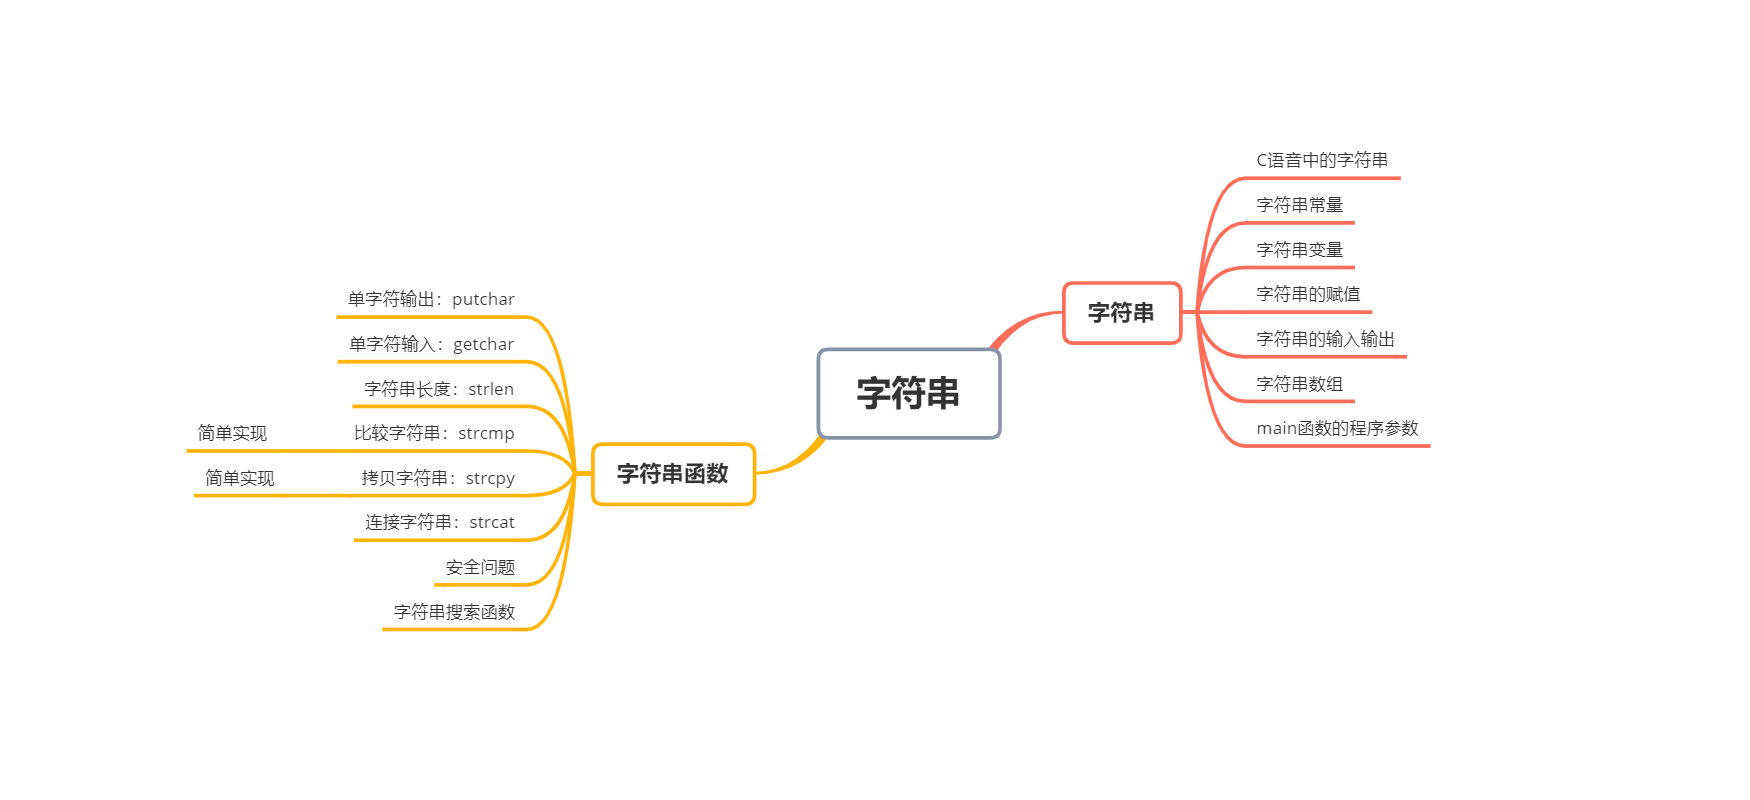 字符串
字符串
C语音中的字符串
字符串常量
字符串变量
字符串的赋值
字符串的输入输出
字符串数组
main函数的程序参数
字符串函数
单字符输出：putchar
单字符输入：getchar
字符串长度：strlen
比较字符串：strcmp
简单实现
拷贝字符串：strcpy
简单实现
连接字符串：strcat
安全问题
字符串搜索函数